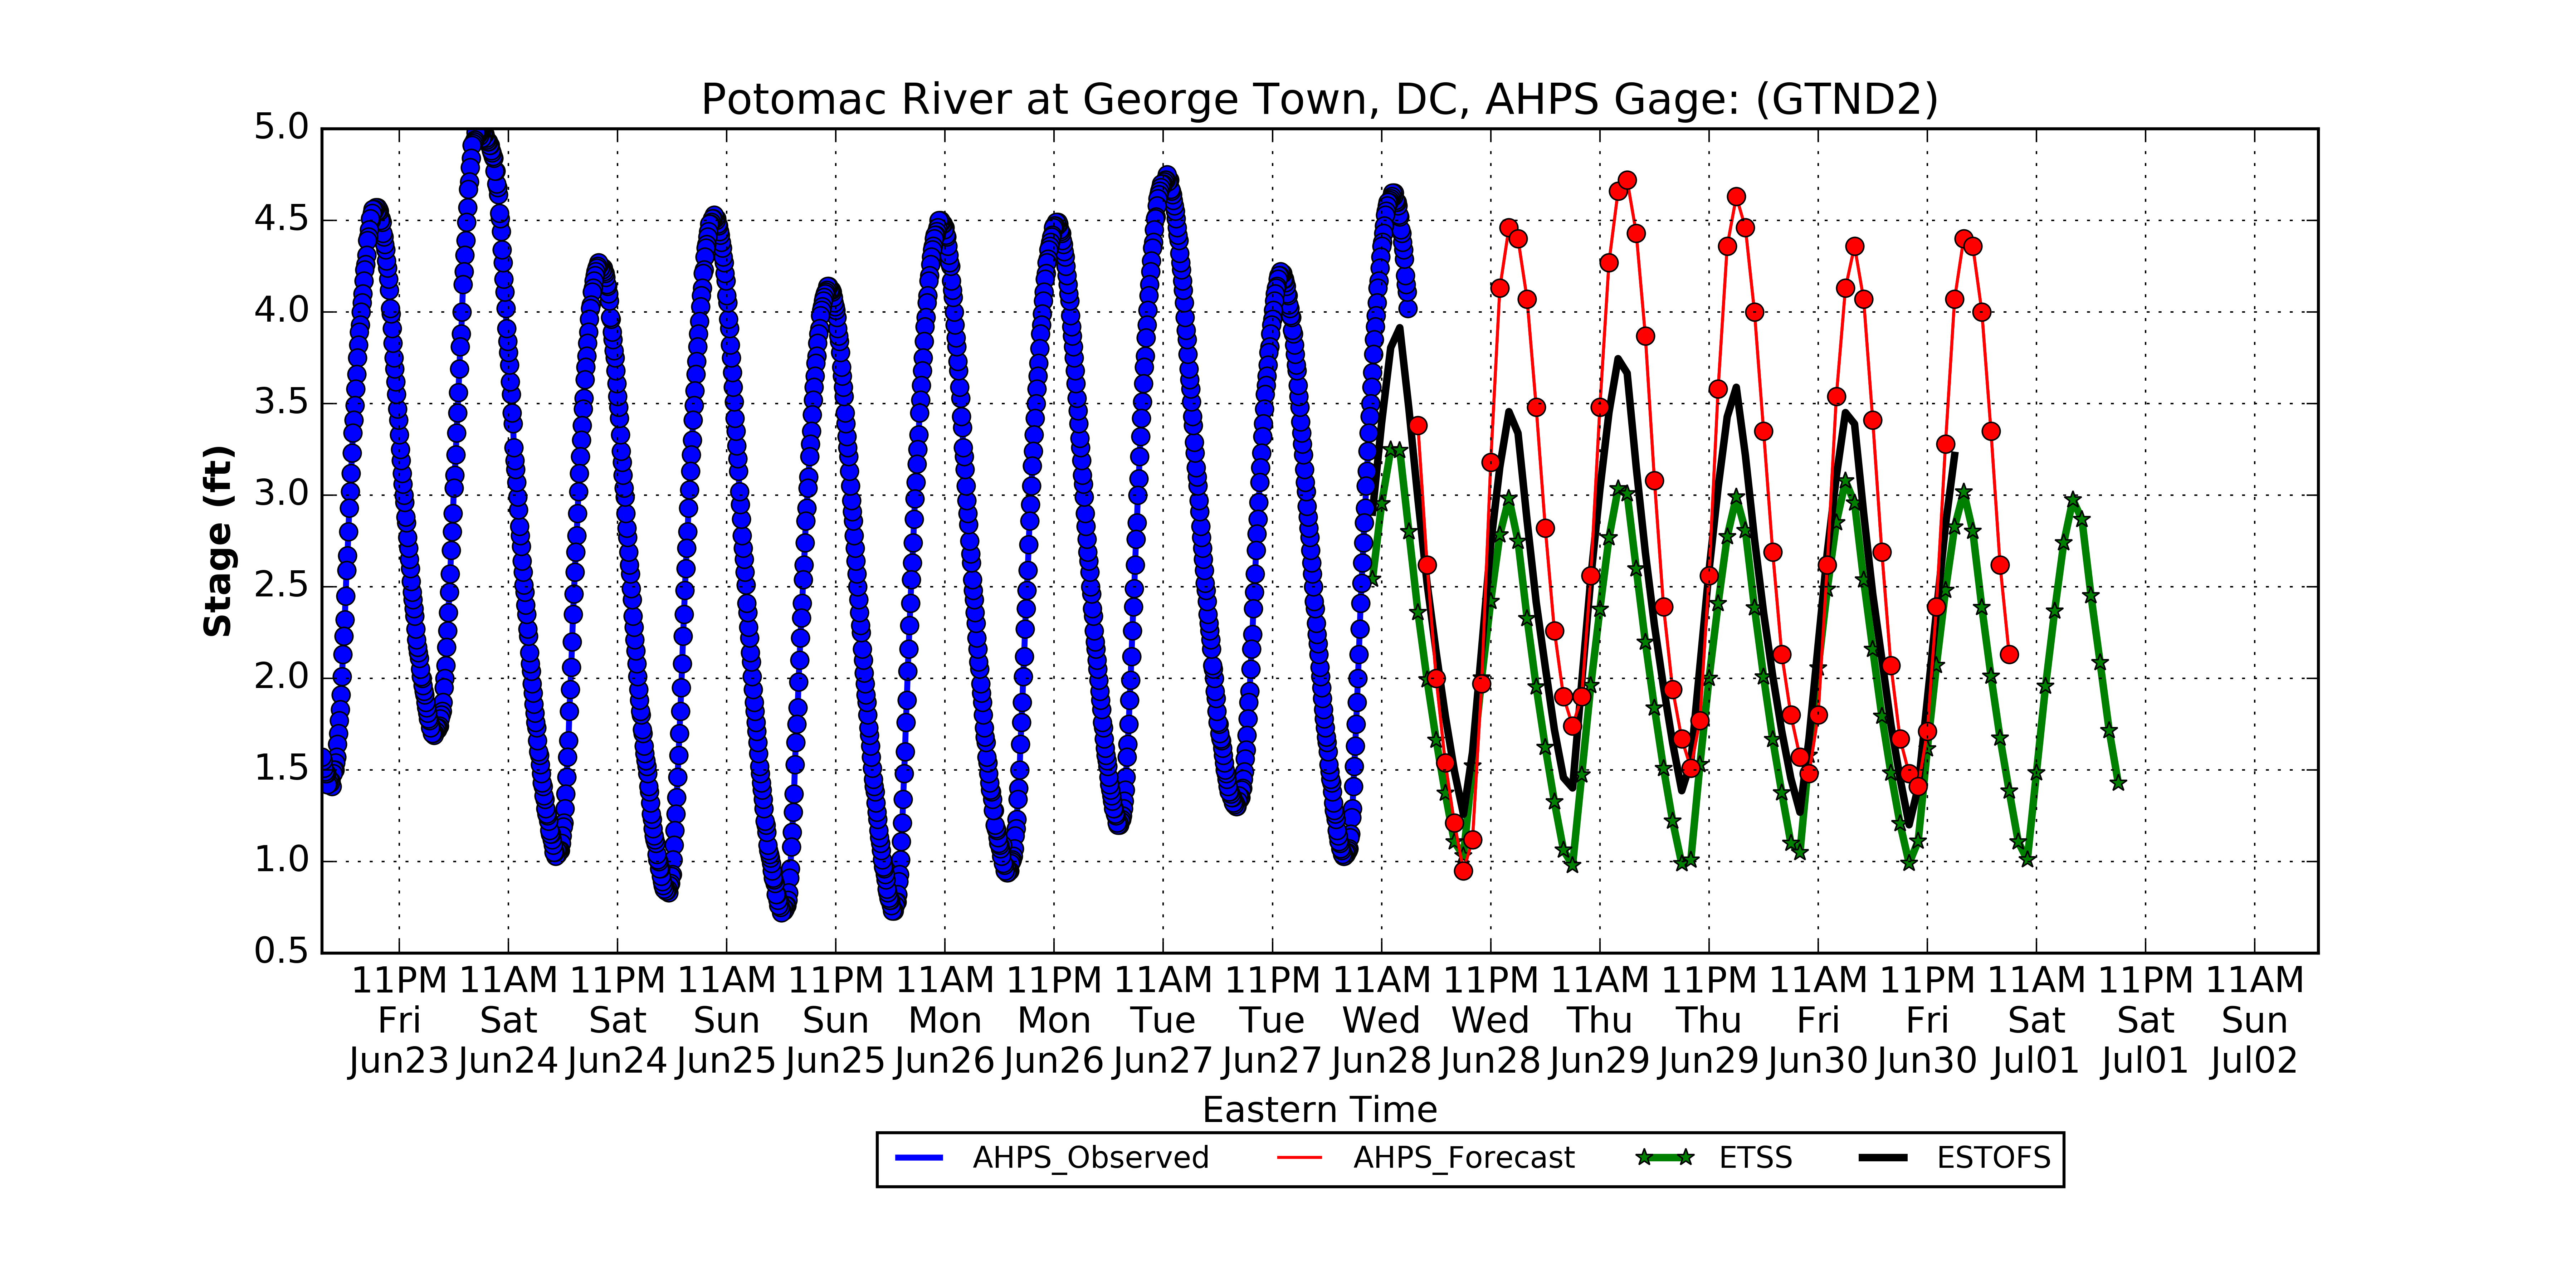 Potomac River at George Town, DC, AHPS Gage: (GTND2)
5.0
4.5
4.0
3.5
3.0
2.5
2.0
1.5
1.0
0.5
Stage (ft)
11PM 11AM 11PM 11AM 11PM 11AM 11PM 11AM 11PM 11AM 11PM 11AM 11PM 11AM 11PM 11AM 11PM 11AM
Fri Sat Sat Sun Sun Mon Mon Tue Tue Wed Wed Thu Thu Fri Fri Sat Sat Sun
Jun23 Jun24 Jun24 Jun25 Jun25 Jun26 Jun26 Jun27 Jun27 Jun28 Jun28 Jun29 Jun29 Jun30 Jun30 Jul01 Jul01 Jul02
Eastern Time
AHPS_Observed AHPS_Forecast ETSS ESTOFS